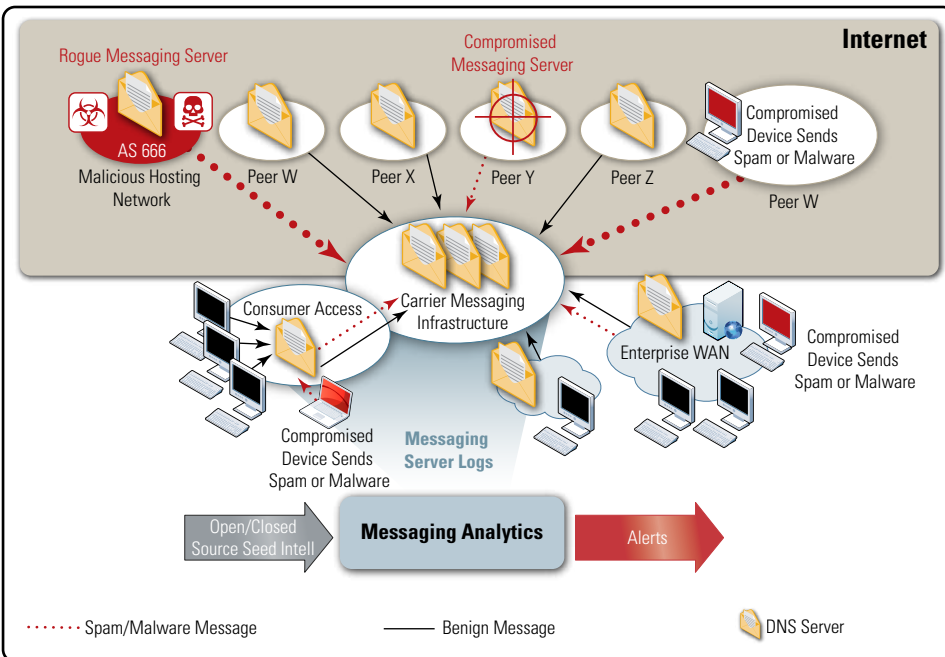 Internet
Rogue Messaging Server
Compromised
Messaging Server
AS 666
Malicious Hosting
Network
Peer W
Peer X
Peer Y
Peer Z
Compromised
Device Sends
Spam or Malware
Peer W
Consumer Access
Carrier Messaging
Infrastructure
Enterprise WAN
Compromised
Device Sends
Spam or Malware
Compromised
Device Sends
Spam or Malware
Messaging
Server Logs
Open/Closed
Source Seed Intell
Messaging Analytics
Alerts
Spam/Malware Message
Benign Message
DNS Server